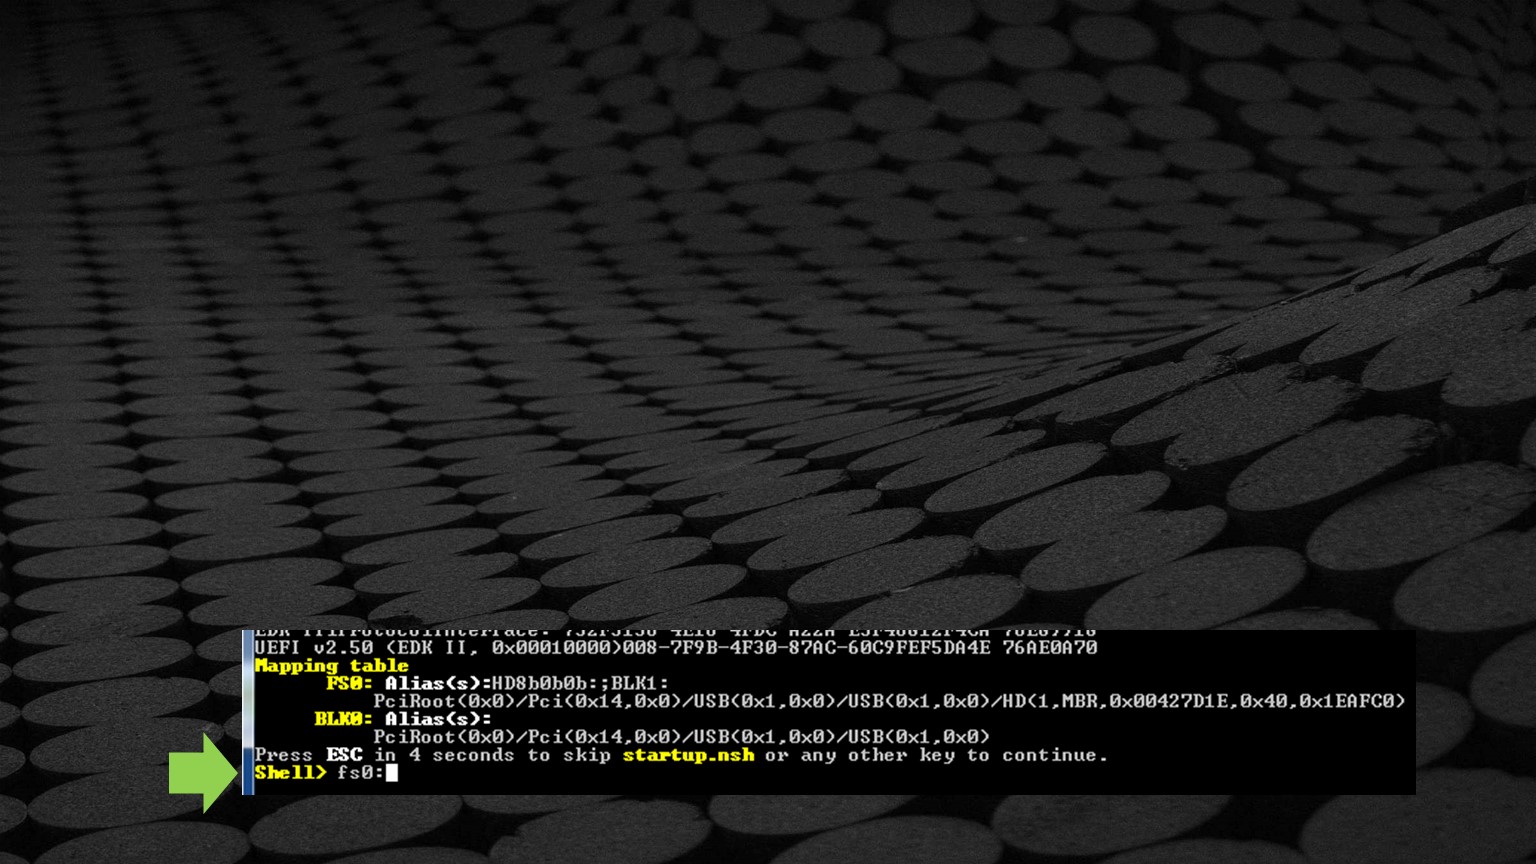 UEFI v2.50 (EDK II, 0x00010000)008-7F9B-4F30-87AC-60C9FEF5DA4E 76AE0A70
Mapping table
FS0: Alias(s):HD8b0b0b:;BLK1:
PciRoot(0x0)/Pci(0x14,0x0)/USB(0x1,0x0)/USB(0x1,0x0)/HD(1,MBR,0x00427D1E,0x40,0x1EAFC0)
BLK0: Alias(s):
PciRoot(0x0)/Pci(0x14,0x0)/USB(0x1,0x0)/USB(0x1,0x0)
Press ESC in 4 seconds to skip startup.nsh or any other key to continue.
Shell> fs0: